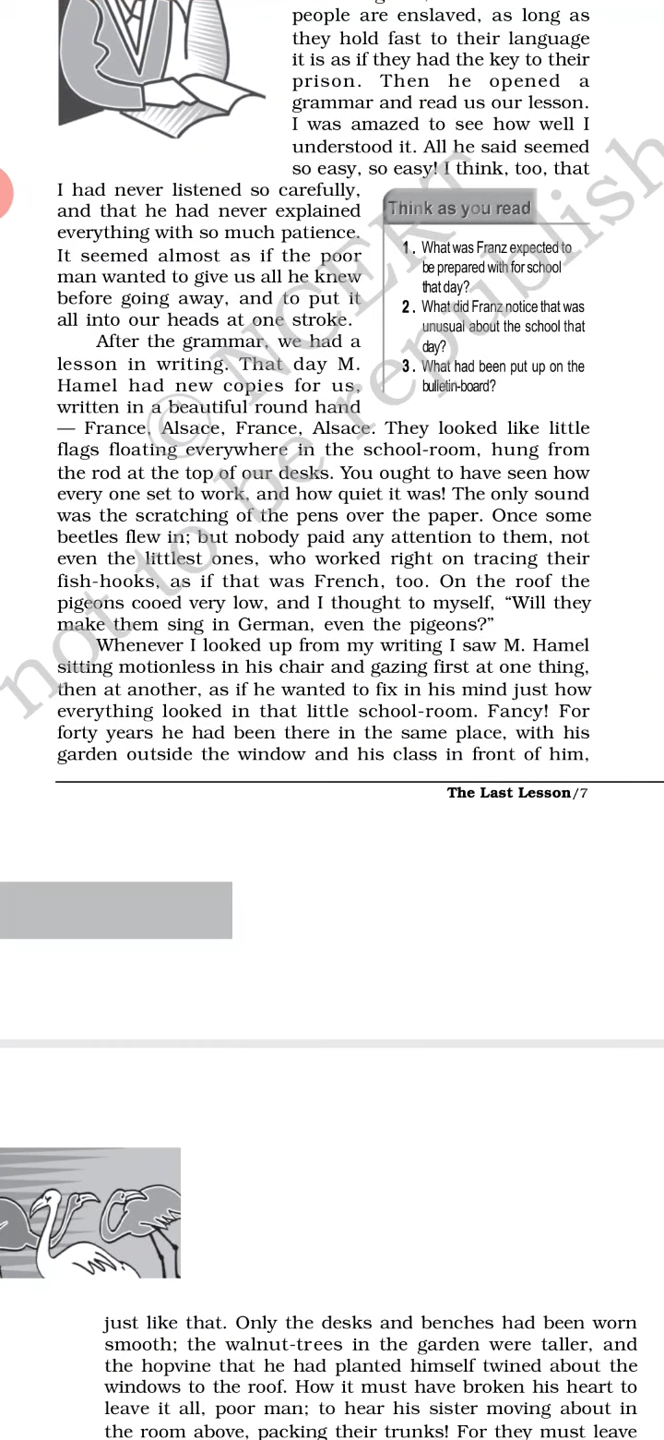 people are enslaved, as long as
they hold fast to their language
it is as if they had the key to their
prison. Then he opened a
grammar and read us our lesson.
I was amazed to see how well I
understood it. All he said seemed
so easy, so easy! I think, too, that
I had never listened so carefully,
and that he had never explained
everything with so much patience.
It seemed almost as if the poor
man wanted to give us all he knew
before going away, and to put it
all into our heads at one stroke.
After the grammar, we had a
lesson in writing. That day M.
Hamel had new copies for us,
written in a beautiful round hand
Think as you read
1. What was Franz expected to
be prepared with for school
that day?
2. What did Franz notice that was
unusual about the school that
day?
3. What had been put up on the
bulletin-board?
— France, Alsace, France, Alsace. They looked like little
flags floating everywhere in the school-room, hung from
the rod at the top of our desks. You ought to have seen how
every one set to work, and how quiet it was! The only sound
was the scratching of the pens over the paper. Once some
beetles flew in; but nobody paid any attention to them, not
even the littlest ones, who worked right on tracing their
fish-hooks, as if that was French, too. On the roof the
pigeons cooed very low, and I thought to myself, “Will they
make them sing in German, even the pigeons?”
Whenever I looked up from my writing I saw M. Hamel
sitting motionless in his chair and gazing first at one thing,
then at another, as if he wanted to fix in his mind just how
everything looked in that little school-room. Fancy! For
forty years he had been there in the same place, with his
garden outside the window and his class in front of him,
The Last Lesson/7
© NCERT
not to be republish
just like that. Only the desks and benches had been worn
smooth; the walnut-trees in the garden were taller, and
the hopvine that he had planted himself twined about the
windows to the roof. How it must have broken his heart to
leave it all, poor man; to hear his sister moving about in
the room above, packing their trunks! For they must leave